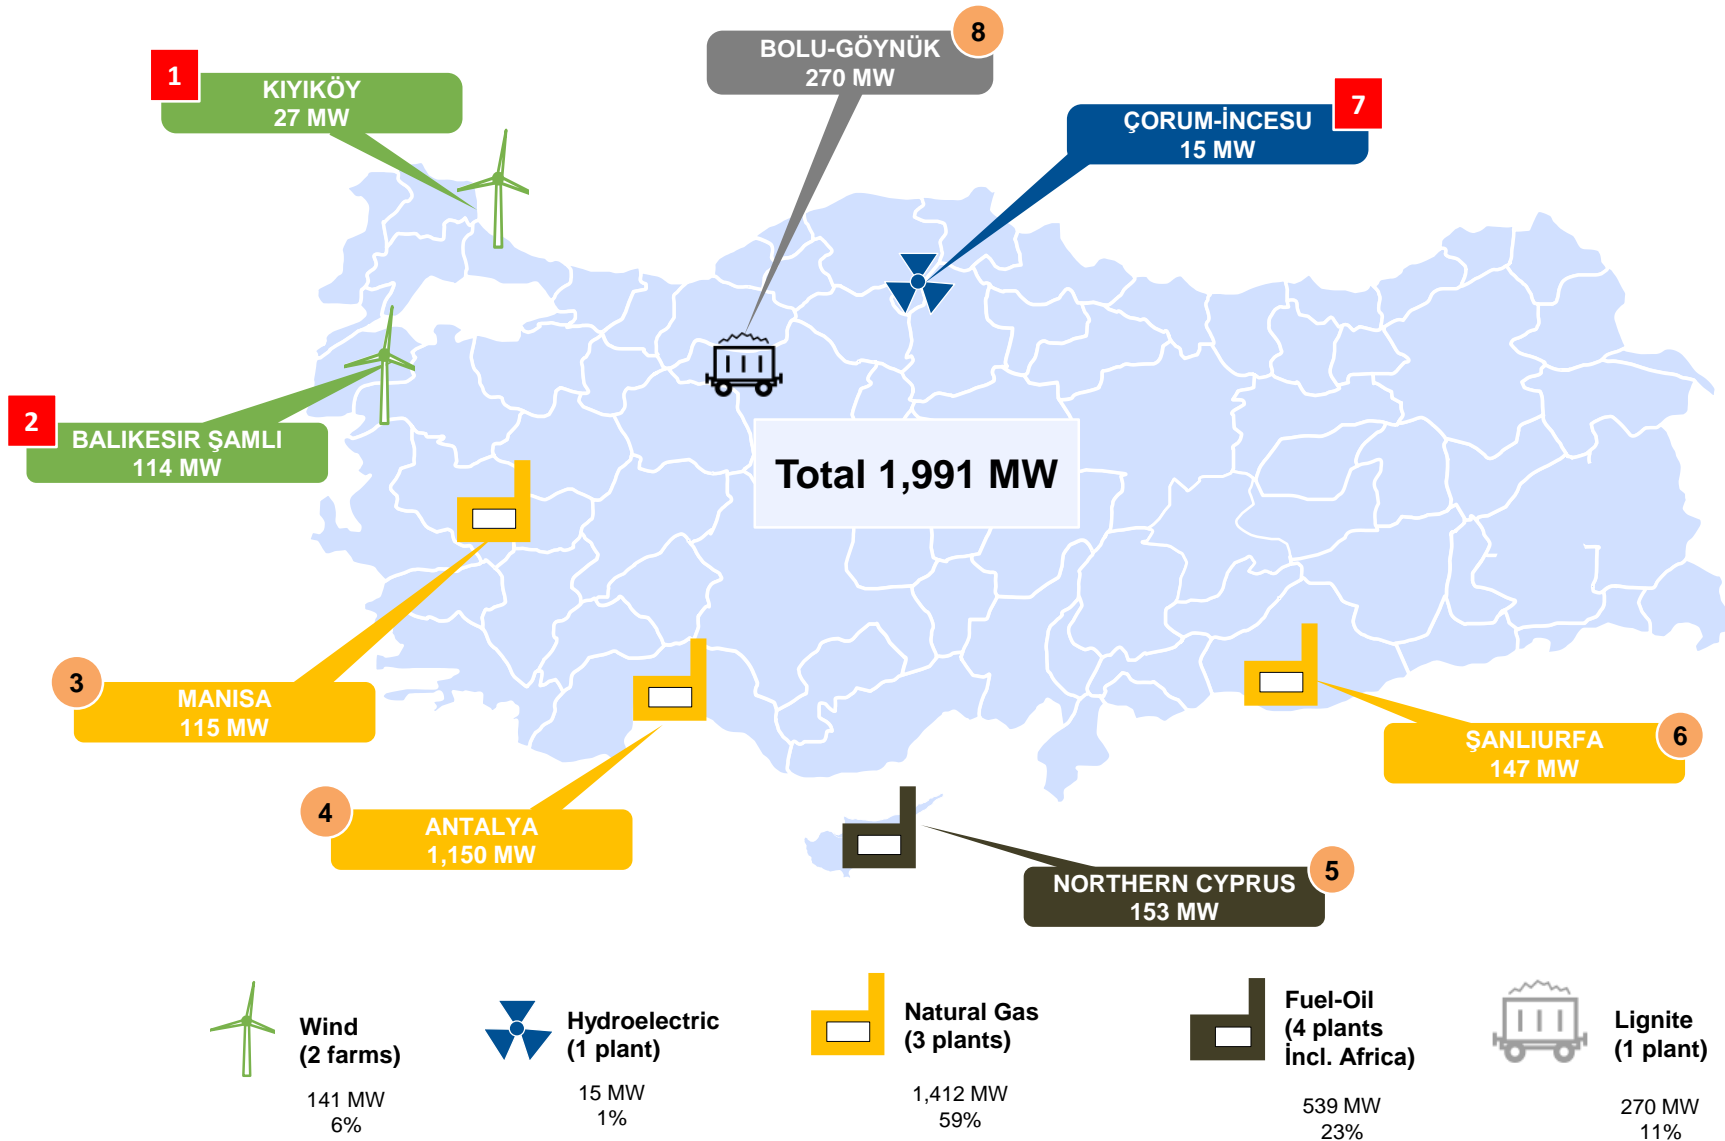 8
BOLU-GÖYNÜK
270 MW
1
KIYIKÖY
27 MW
7
ÇORUM-İNCESU
15 MW
2
BALIKESIR ŞAMLI
114 MW
Total 1,991 MW
3
MANISA
115 MW
6
ŞANLIURFA
147 MW
4
ANTALYA
1,150 MW
5
NORTHERN CYPRUS
153 MW
Wind
(2 farms)
141 MW
6%
Hydroelectric
(1 plant)
15 MW
1%
Natural Gas
(3 plants)
1,412 MW
59%
Fuel-Oil
(4 plants
İncl. Africa)
539 MW
23%
Lignite
(1 plant)
270 MW
11%